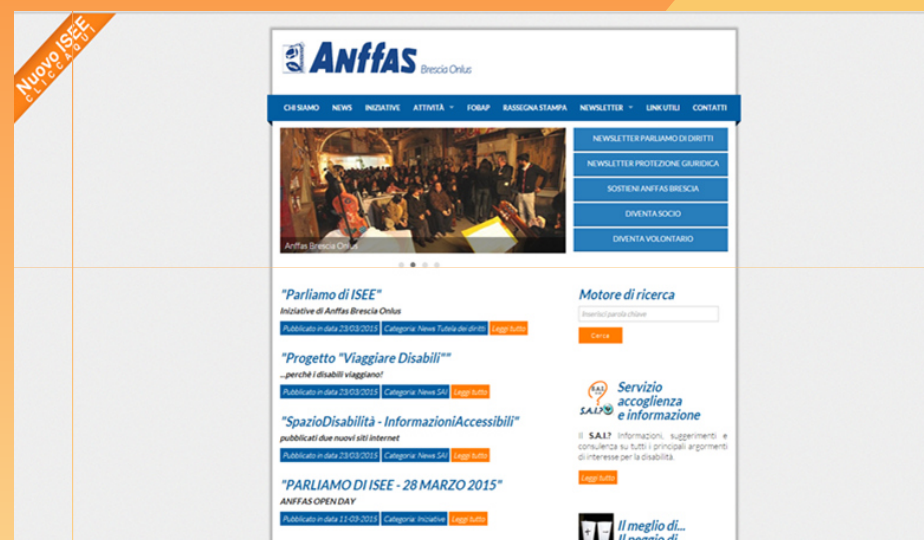 Nuovo ISEE
CLICCA QUI
ANffAS Brescia Onlus
CHI SIAMO NEWS INIZIATIVE ATTIVITÀ FOBAP RASSEGNA STAMPA NEWSLETTER LINK UTILI CONTATTI
Anffas Brescia Onlus
NEWSLETTER PARLIAMO DI DIRITTI
NEWSLETTER PROTEZIONE GIURIDICA
SOSTIENI ANFFAS BRESCIA
DIVENTA SOCIO
DIVENTA VOLONTARIO
"Parliamo di ISEE"
Iniziative di Anffas Brescia Onlus
Pubblicato in data 23/03/2015 Categoria: News Tutela dei diritti Leggi tutto
"Progetto "Viaggiare Disabili""
...perchè i disabili viaggiano!
Pubblicato in data 23/03/2015 Categoria: News SAI Leggi tutto
"SpazioDisabilità - InformazioniAccessibili"
pubblicati due nuovi siti internet
Pubblicato in data 23/03/2015 Categoria: News SAI Leggi tutto
"PARLIAMO DI ISEE - 28 MARZO 2015"
ANFFAS OPEN DAY
Pubblicato in data 11-03-2015 Categoria: Iniziative Leggi tutto
Motore di ricerca
Inserisci parola chiave
Cerca
S.A.I.?
Servizio
accoglienza
e informazione
Il S.A.I.? Informazioni, suggerimenti e
consulenza su tutti i principali argormenti
di interesse per la disabilità.
Leggi tutto
Il meglio di...
Il peggio di